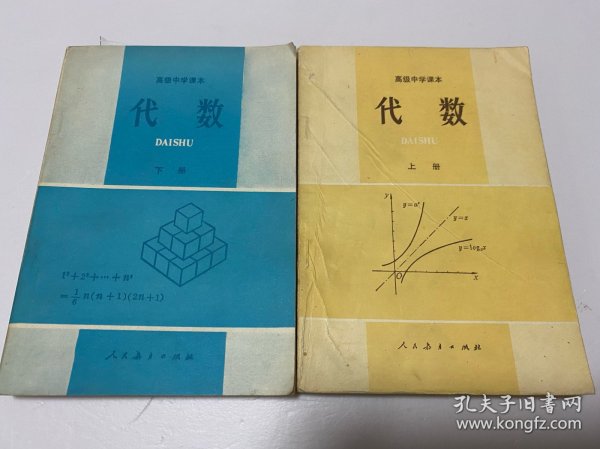 高级中学课本
代数
DAISHU
下册
1²+2²+···+n²
=1/6 n(n+1)(2n+1)
人民教育出版社
高级中学课本
代数
DAISHU
上册
y
y=aˣ
y=x
y=logₐx
O
x
人民教育出版社
孔夫子旧书网
www.kongfz.com